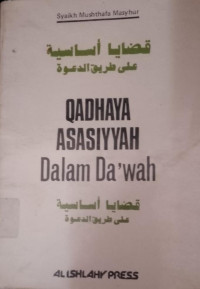 Syaikh Mushthafa Masyhur
قضايا أساسية
على طريق الدعوة
QADHAYA
ASASIYYAH
Dalam Da'wah
قضايا أساسية
على طريق الدعوة
AL ISHLAHY PRESS